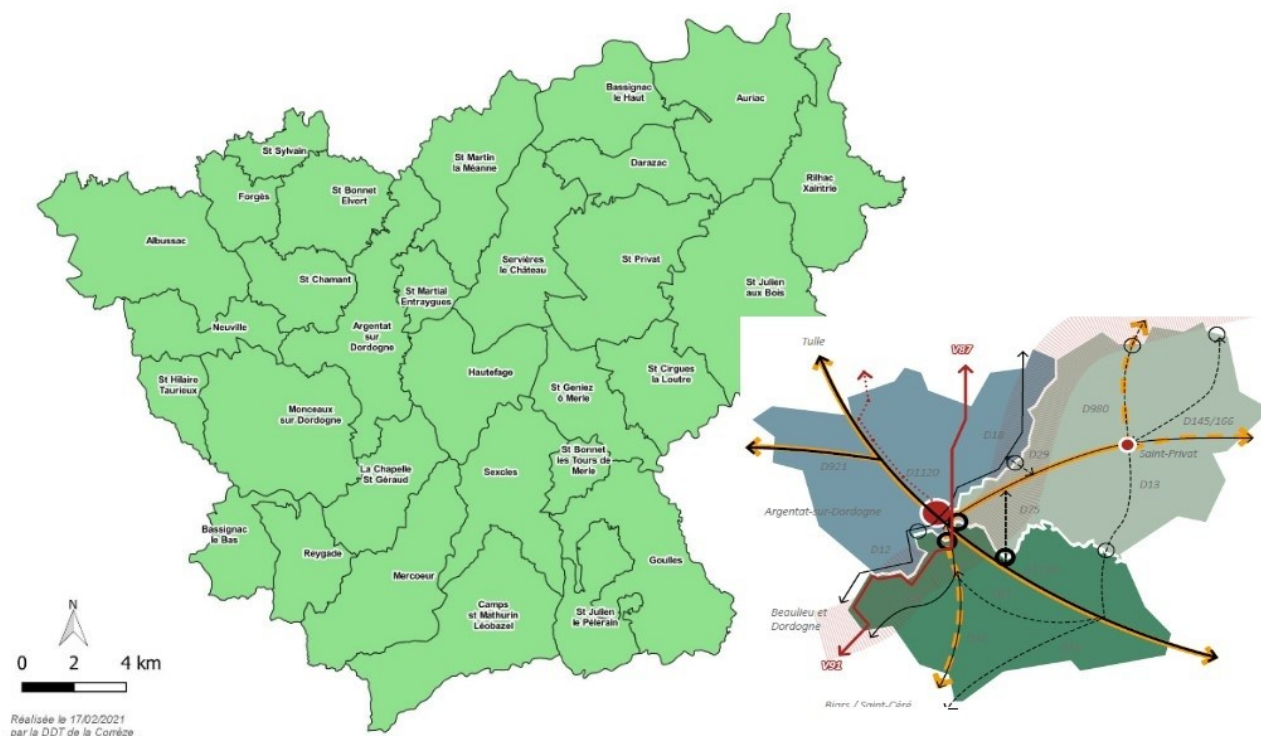 Bassignac
le Haut
Auriac
St Sylvain
St Martin
la Méanne
Darazac
Rilhac
Xaintrie
Forgès
St Bonnet
Elvert
Albussac
Servières
le Château
St Privat
St Chamant
St Martial
Entraygues
St Julien
aux Bois
Neuville
Argentat
sur
Dordogne
Hautefage
St Cirgues
la Loutre
St Hilaire
Taurieux
St Geniez
ô Merle
Monceaux
sur Dordogne
St Bonnet
les Tours de
Merle
La Chapelle
St Géraud
Sexcles
Bassignac
le Bas
Reygade
Goulles
Mercoeur
Camps
st Mathurin
Léobazel
St Julien
le Pèlerain
N
0 2 4 km
Réalisée le 17/02/2021
par la DDT de la Corrèze
Tulle
V87
D980
D145/166
D18
D29
Saint-Privat
D921
D1120
D13
Argentat-sur-Dordogne
D75
D12
Beaulieu et
Dordogne
V91
Biars / Saint-Céré